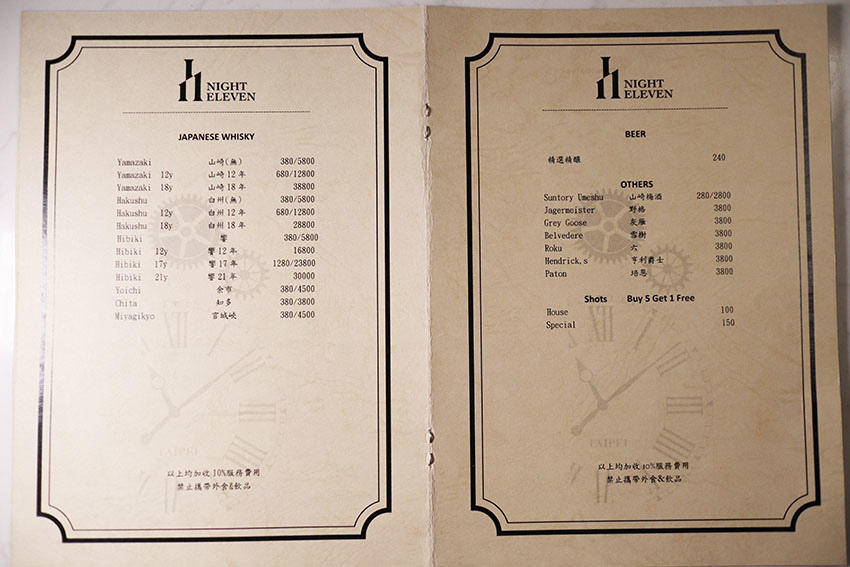 NIGHT
ELEVEN
JAPANESE WHISKY
Yamazaki 山崎(無) 380/5800
Yamazaki 12y 山崎 12 年 680/12800
Yamazaki 18y 山崎 18 年 38800
Hakushu 白州(無) 380/5800
Hakushu 12y 白州 12 年 680/12800
Hakushu 18y 白州 18 年 28800
Hibiki 響 380/5800
Hibiki 12y 響 12 年 16800
Hibiki 17y 響 17 年 1280/23800
Hibiki 21y 響 21 年 30000
Yoichi 余市 380/4500
Chita 知多 380/3800
Miyagikyo 宮城峽 380/4500
以上均加收 10%服務費用
禁止攜帶外食&飲品
NIGHT
ELEVEN
BEER
精選精釀 240
OTHERS
Suntory Umeshu 山崎梅酒 280/2800
Jagermeister 野格 3800
Grey Goose 灰雁 3800
Belvedere 雪樹 3800
Roku 六 3800
Hendrick,s 亨利爵士 3800
Paton 培恩 3800
Shots Buy 5 Get 1 Free
House 100
Special 150
TAIPEI
以上均加收 10%服務費用
禁止攜帶外食&飲品